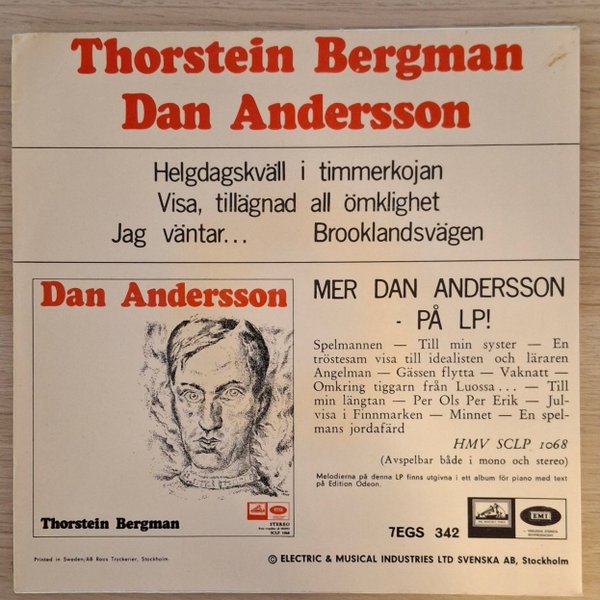 Thorstein Bergman
Dan Andersson
Helgdagskväll i timmerkojan
Visa, tillägnad all ömklighet
Jag väntar... Brooklandsvägen
Dan Andersson
Thorstein Bergman
STEREO
SCLP 1068
MER DAN ANDERSSON
- PÅ LP!
Spelmannen — Till min syster — En
tröstesam visa till idealisten och läraren
Angelman — Gässen flytta — Vaknatt —
Omkring tiggarn från Luossa... — Till
min längtan — Per Ols Per Erik — Jul-
visa i Finnmarken — Minnet — En spel-
mans jordafärd
HMV SCLP 1068
(Avspelbar både i mono och stereo)
Melodierna på denna LP finns utgivna i ett album för piano med text
på Edition Odeon.
7EGS 342
EMI
Printed in Sweden/AB Roos Tryckerier, Stockholm.
© ELECTRIC & MUSICAL INDUSTRIES LTD SVENSKA AB, Stockholm